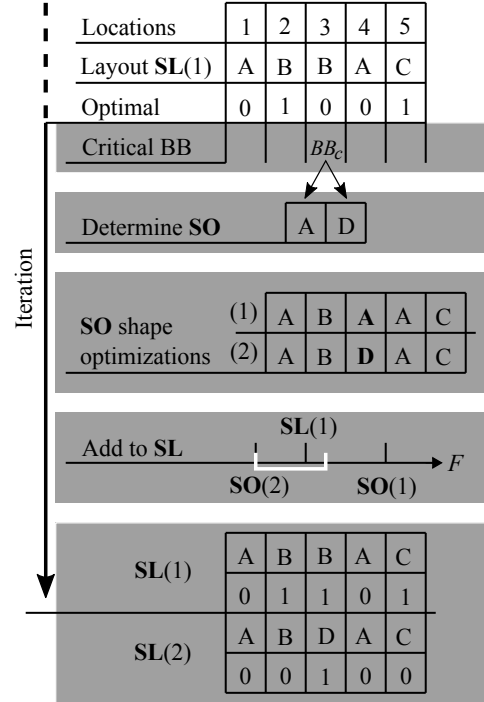 Locations 1 2 3 4 5
Layout SL(1) A B B A C
Optimal 0 1 0 0 1
Critical BB BBc
Determine SO A D
Iteration
(1) A B A A C
SO shape
optimizations (2) A B D A C
SL(1)
Add to SL F
SO(2) SO(1)
A B B A C
SL(1)
0 1 1 0 1
A B D A C
SL(2)
0 0 1 0 0